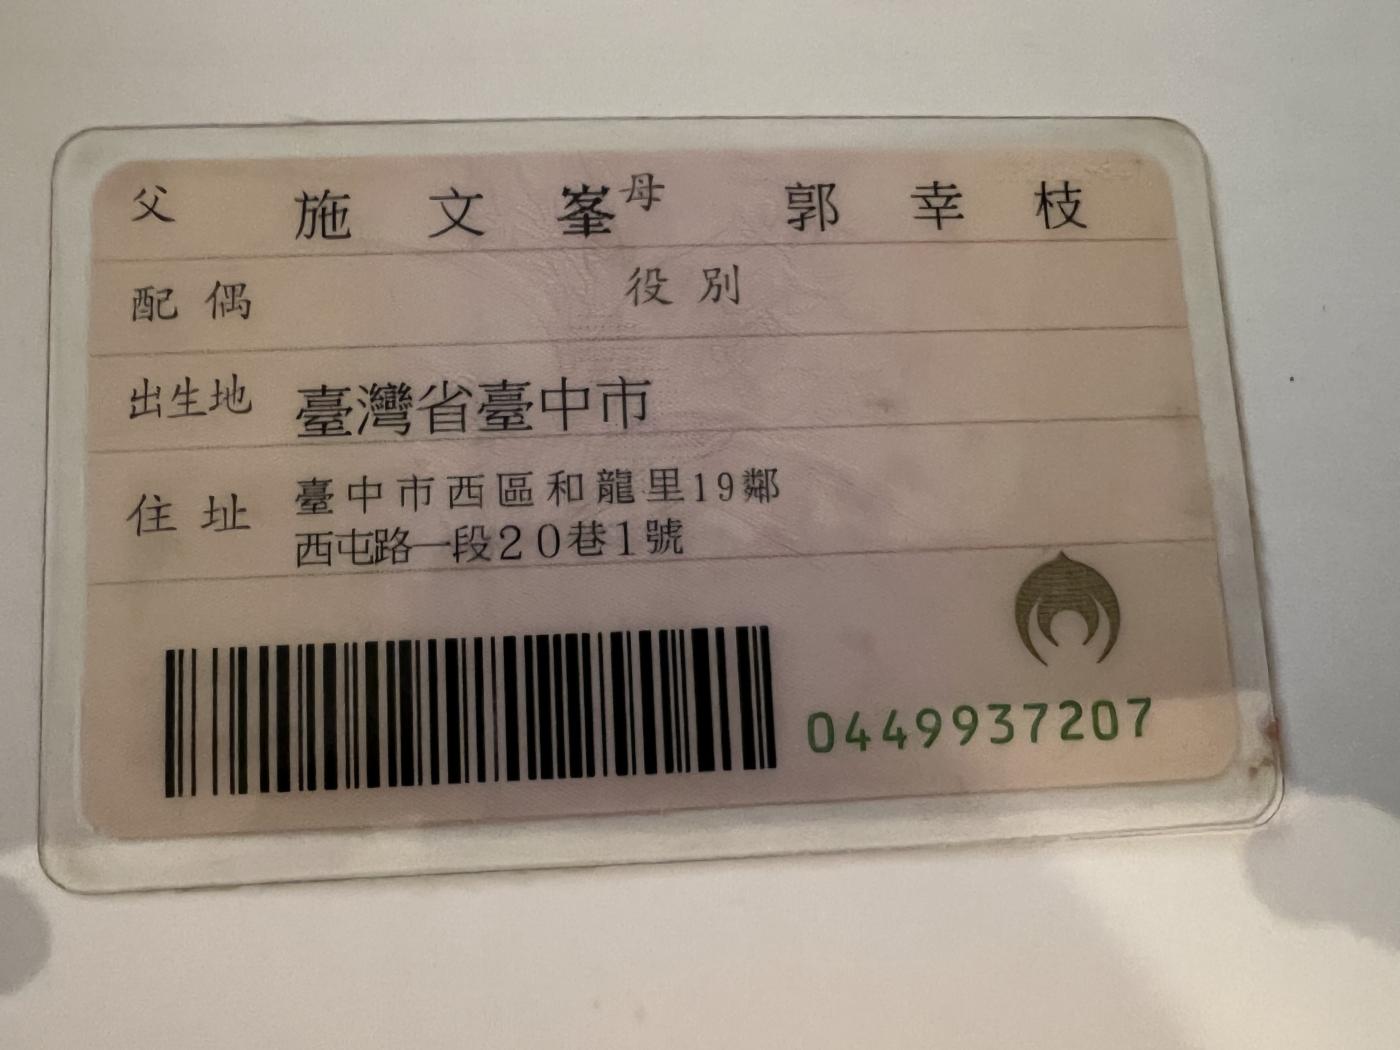 父 施文峯 母 郭幸枝
配偶 役別
出生地 臺灣省臺中市
住址 臺中市西區和龍里19鄰
西屯路一段20巷1號
0449937207